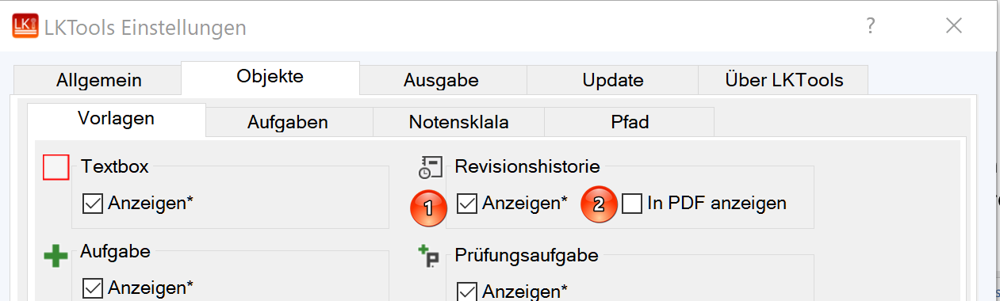 LK LKTools Einstellungen ?
Allgemein Objekte Ausgabe Update Über LKTools
Vorlagen Aufgaben Notensklala Pfad
Textbox Revisionshistorie
Anzeigen* 1 Anzeigen* 2 In PDF anzeigen
Aufgabe P. Prüfungsaufgabe
Anzeigen* Anzeigen*